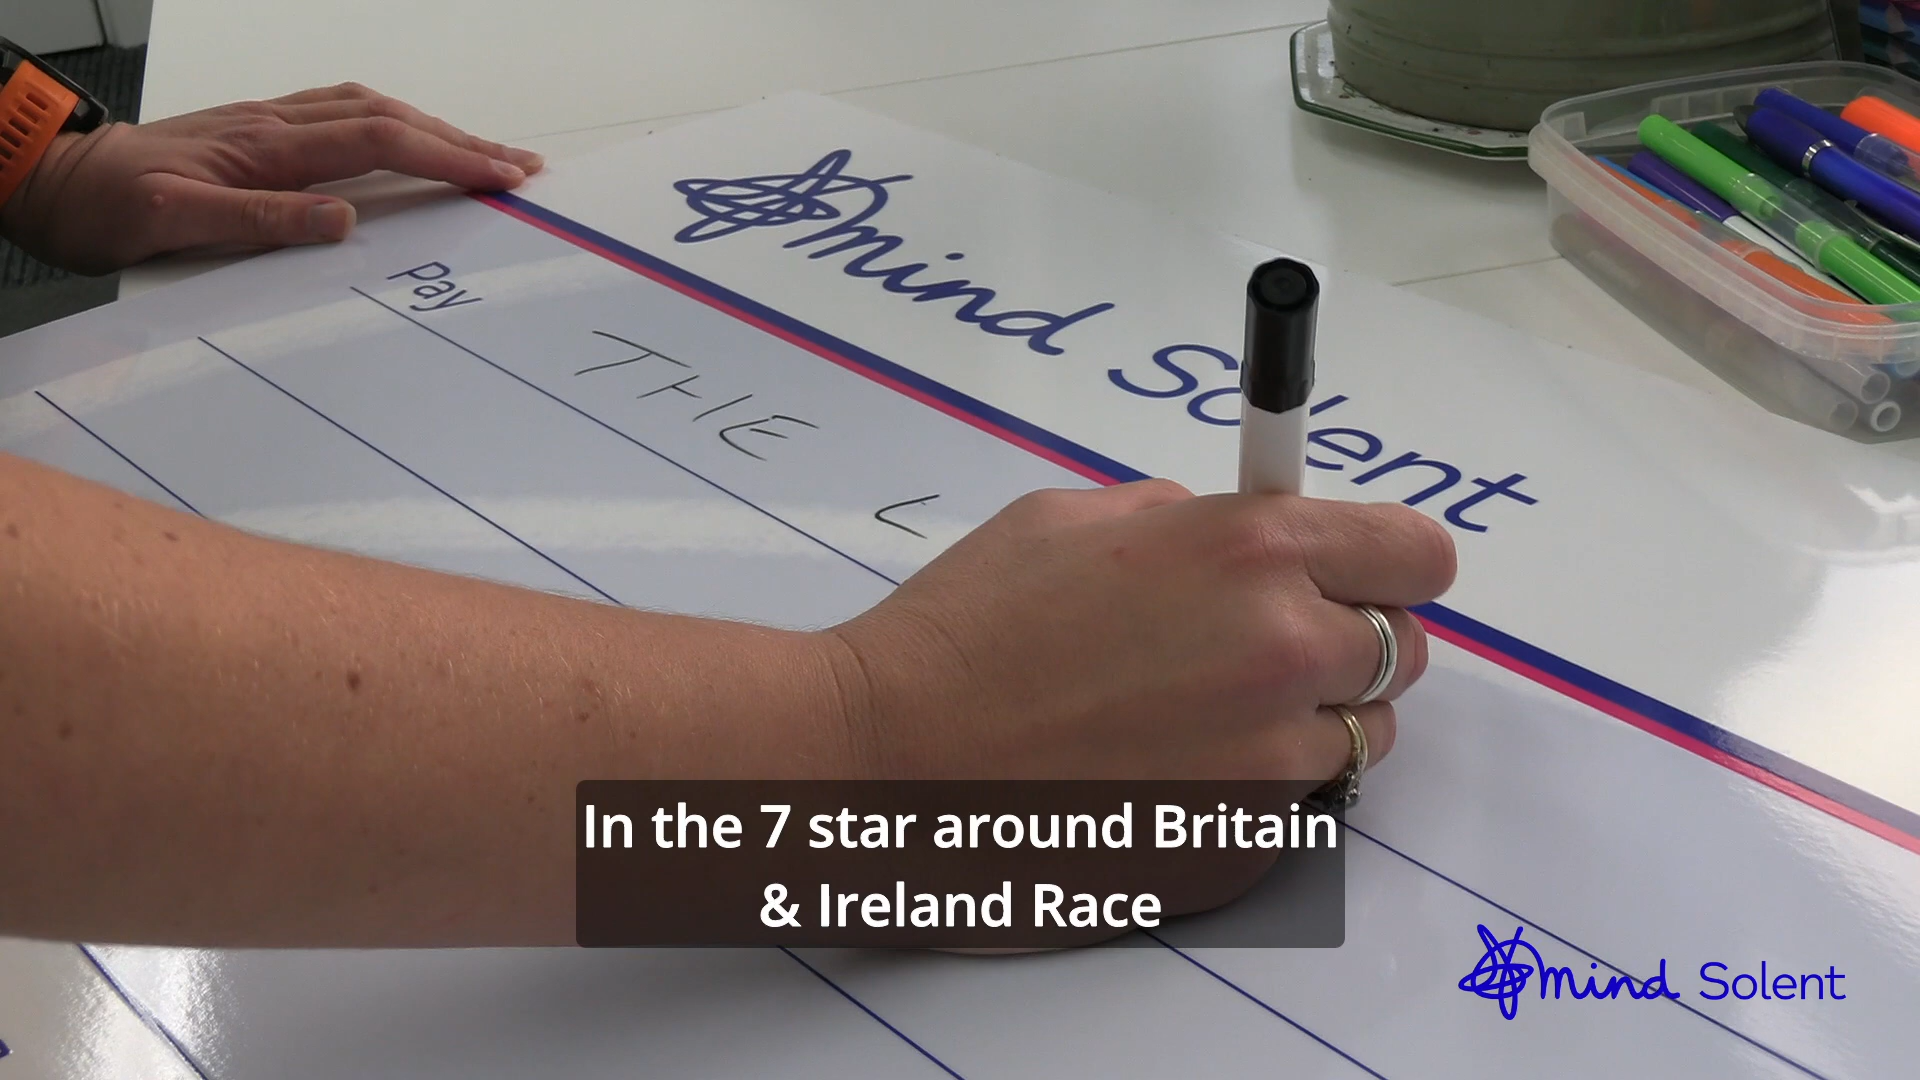 mind Solent
Pay THE L
In the 7 star around Britain
& Ireland Race
mind Solent